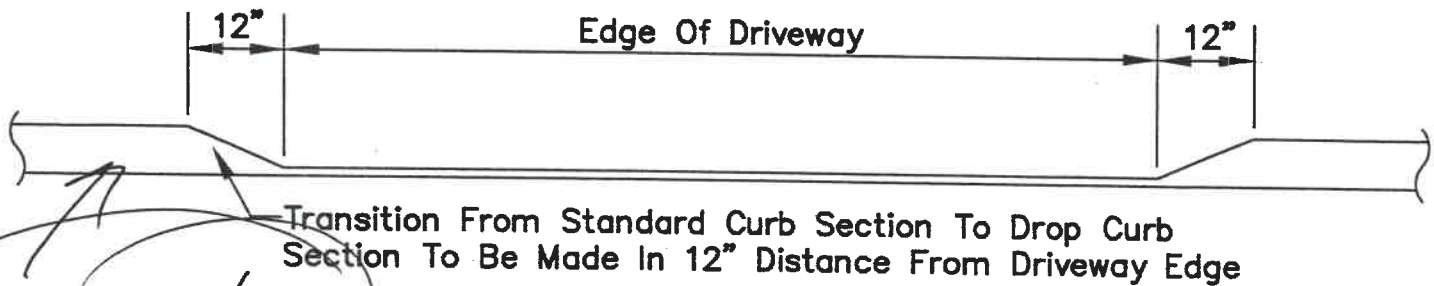 12" Edge Of Driveway 12"
Transition From Standard Curb Section To Drop Curb
Section To Be Made In 12" Distance From Driveway Edge